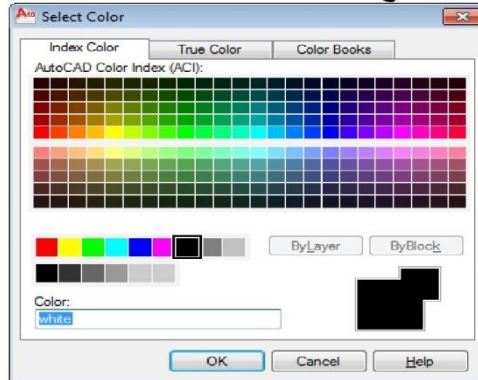 A10 Select Color
Index Color True Color Color Books
AutoCAD Color Index (ACI):
ByLayer ByBlock
Color:
white
OK Cancel Help